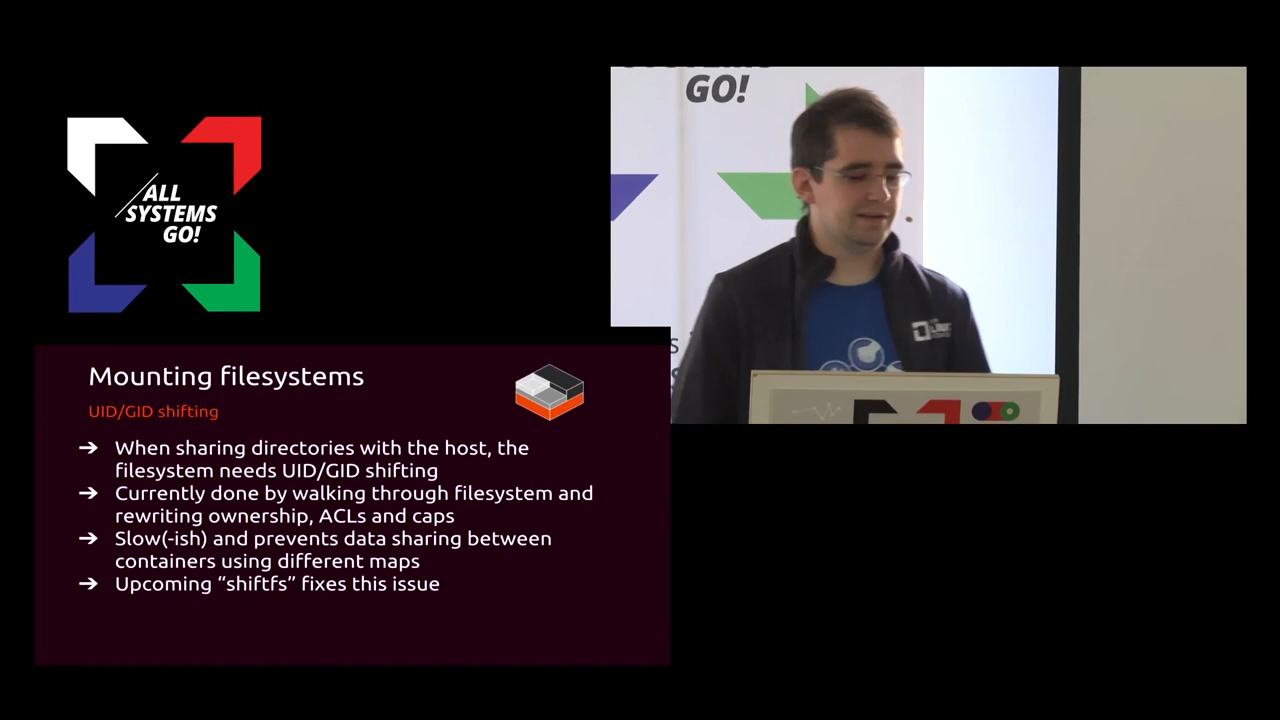 ALL
SYSTEMS
GO!
GO!
Mounting filesystems
UID/GID shifting
➔ When sharing directories with the host, the
filesystem needs UID/GID shifting
➔ Currently done by walking through filesystem and
rewriting ownership, ACLs and caps
➔ Slow(-ish) and prevents data sharing between
containers using different maps
➔ Upcoming “shiftfs” fixes this issue